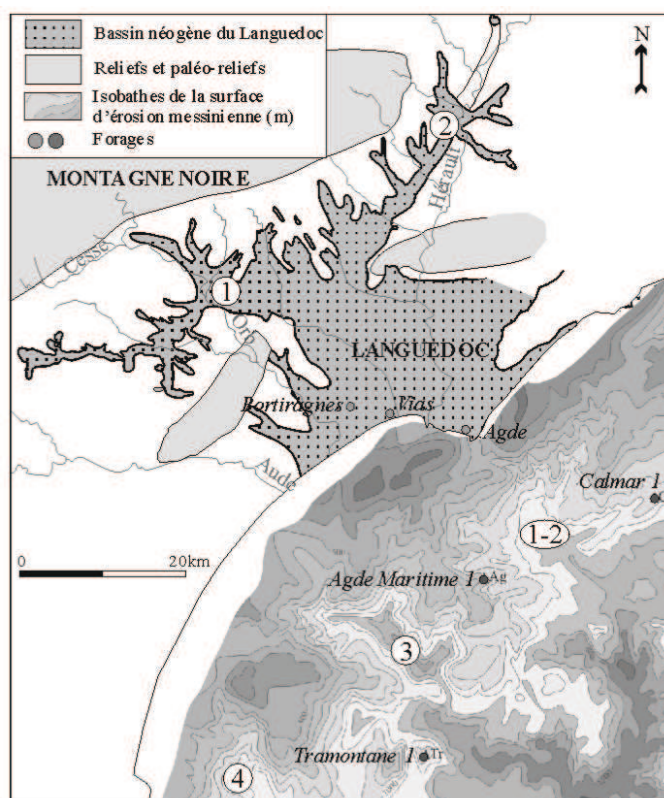 Bassin néogène du Languedoc
N
Reliefs et paléo-reliefs
Isobathes de la surface
d'érosion messinienne (m)
Forages
2
Hérault
MONTAGNE NOIRE
Cesse
1
Orb
LANGUEDOC
Portiragnes
Vias
Agde
Aude
Calmar 1
1-2
0
20km
Agde Maritime 1
Ag
3
Tramontane 1
Tr
4